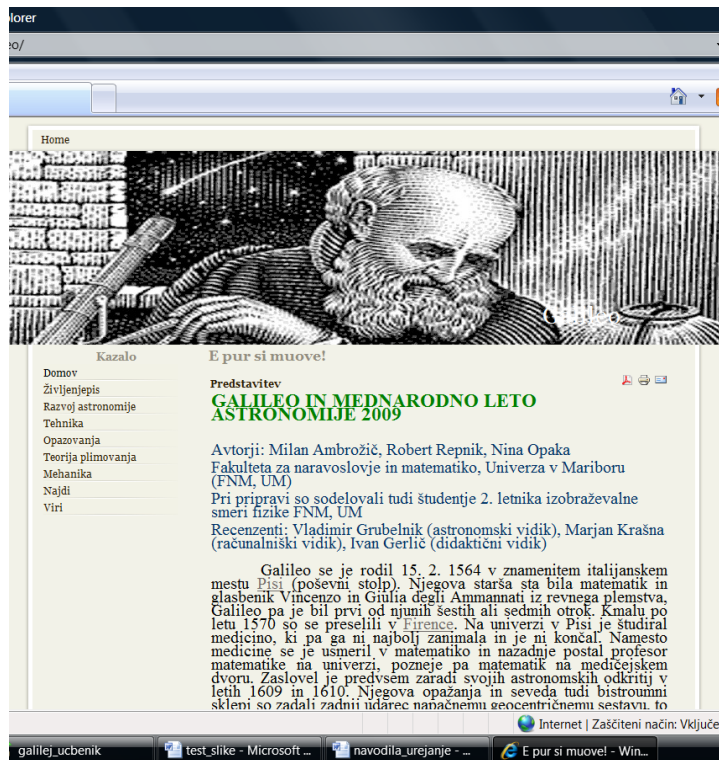 lorer
eo/
Home
Kazalo
Domov
Življenjepis
Razvoj astronomije
Tehnika
Opazovanja
Teorija plimovanja
Mehanika
Najdi
Viri
E pur si muove!
Predstavitev
GALILEO IN MEDNARODNO LETO
ASTRONOMIJE 2009
Avtorji: Milan Ambrožič, Robert Repnik, Nina Opaka
Fakulteta za naravoslovje in matematiko, Univerza v Mariboru
(FNM, UM)
Pri pripravi so sodelovali tudi študentje 2. letnika izobraževalne
smeri fizike FNM, UM
Recenzenti: Vladimir Grubelnik (astronomski vidik), Marjan Krašna
(računalniški vidik), Ivan Gerlič (didaktični vidik)
Galileo se je rodil 15. 2. 1564 v znamenitem italijanskem
mestu Pisi (poševni stolp). Njegova starša sta bila matematik in
glasbenik Vincenzo in Giulia degli Ammannati iz revnega plemstva,
Galileo pa je bil prvi od njunih šestih ali sedmih otrok. Kmalu po
letu 1570 so se preselili v Firence. Na univerzi v Pisi je študiral
medicino, ki pa ga ni najbolj zanimala in je ni končal. Namesto
medicine se je usmeril v matematiko in nazadnje postal profesor
matematike na univerzi, pozneje pa matematik na medičejskem
dvoru. Zaslovel je predvsem zaradi svojih astronomskih odkritij v
letih 1609 in 1610. Njegova opažanja in seveda tudi bistroumni
sklepi so zadali zadnji udarec napačnemu geocentričnemu sestavu, to
Internet | Zaščiteni način: Vključe
galilej_ucbenik
test_slike - Microsoft ...
navodila_urejanje - ...
E pur si muove! - Win...